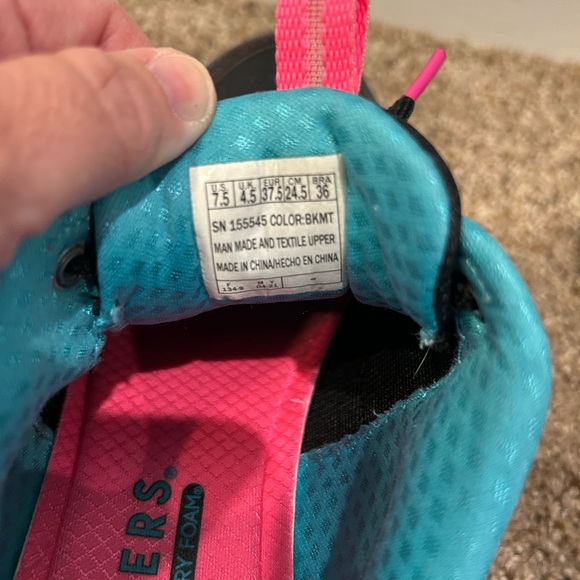 U.S. U.K EUR CM BRA
7.5 4.5 37.5 24.5 36
SN 155545 COLOR:BKMT
MAN MADE AND TEXTILE UPPER
MADE IN CHINA/HECHO EN CHINA
ERS.
RY FOAM